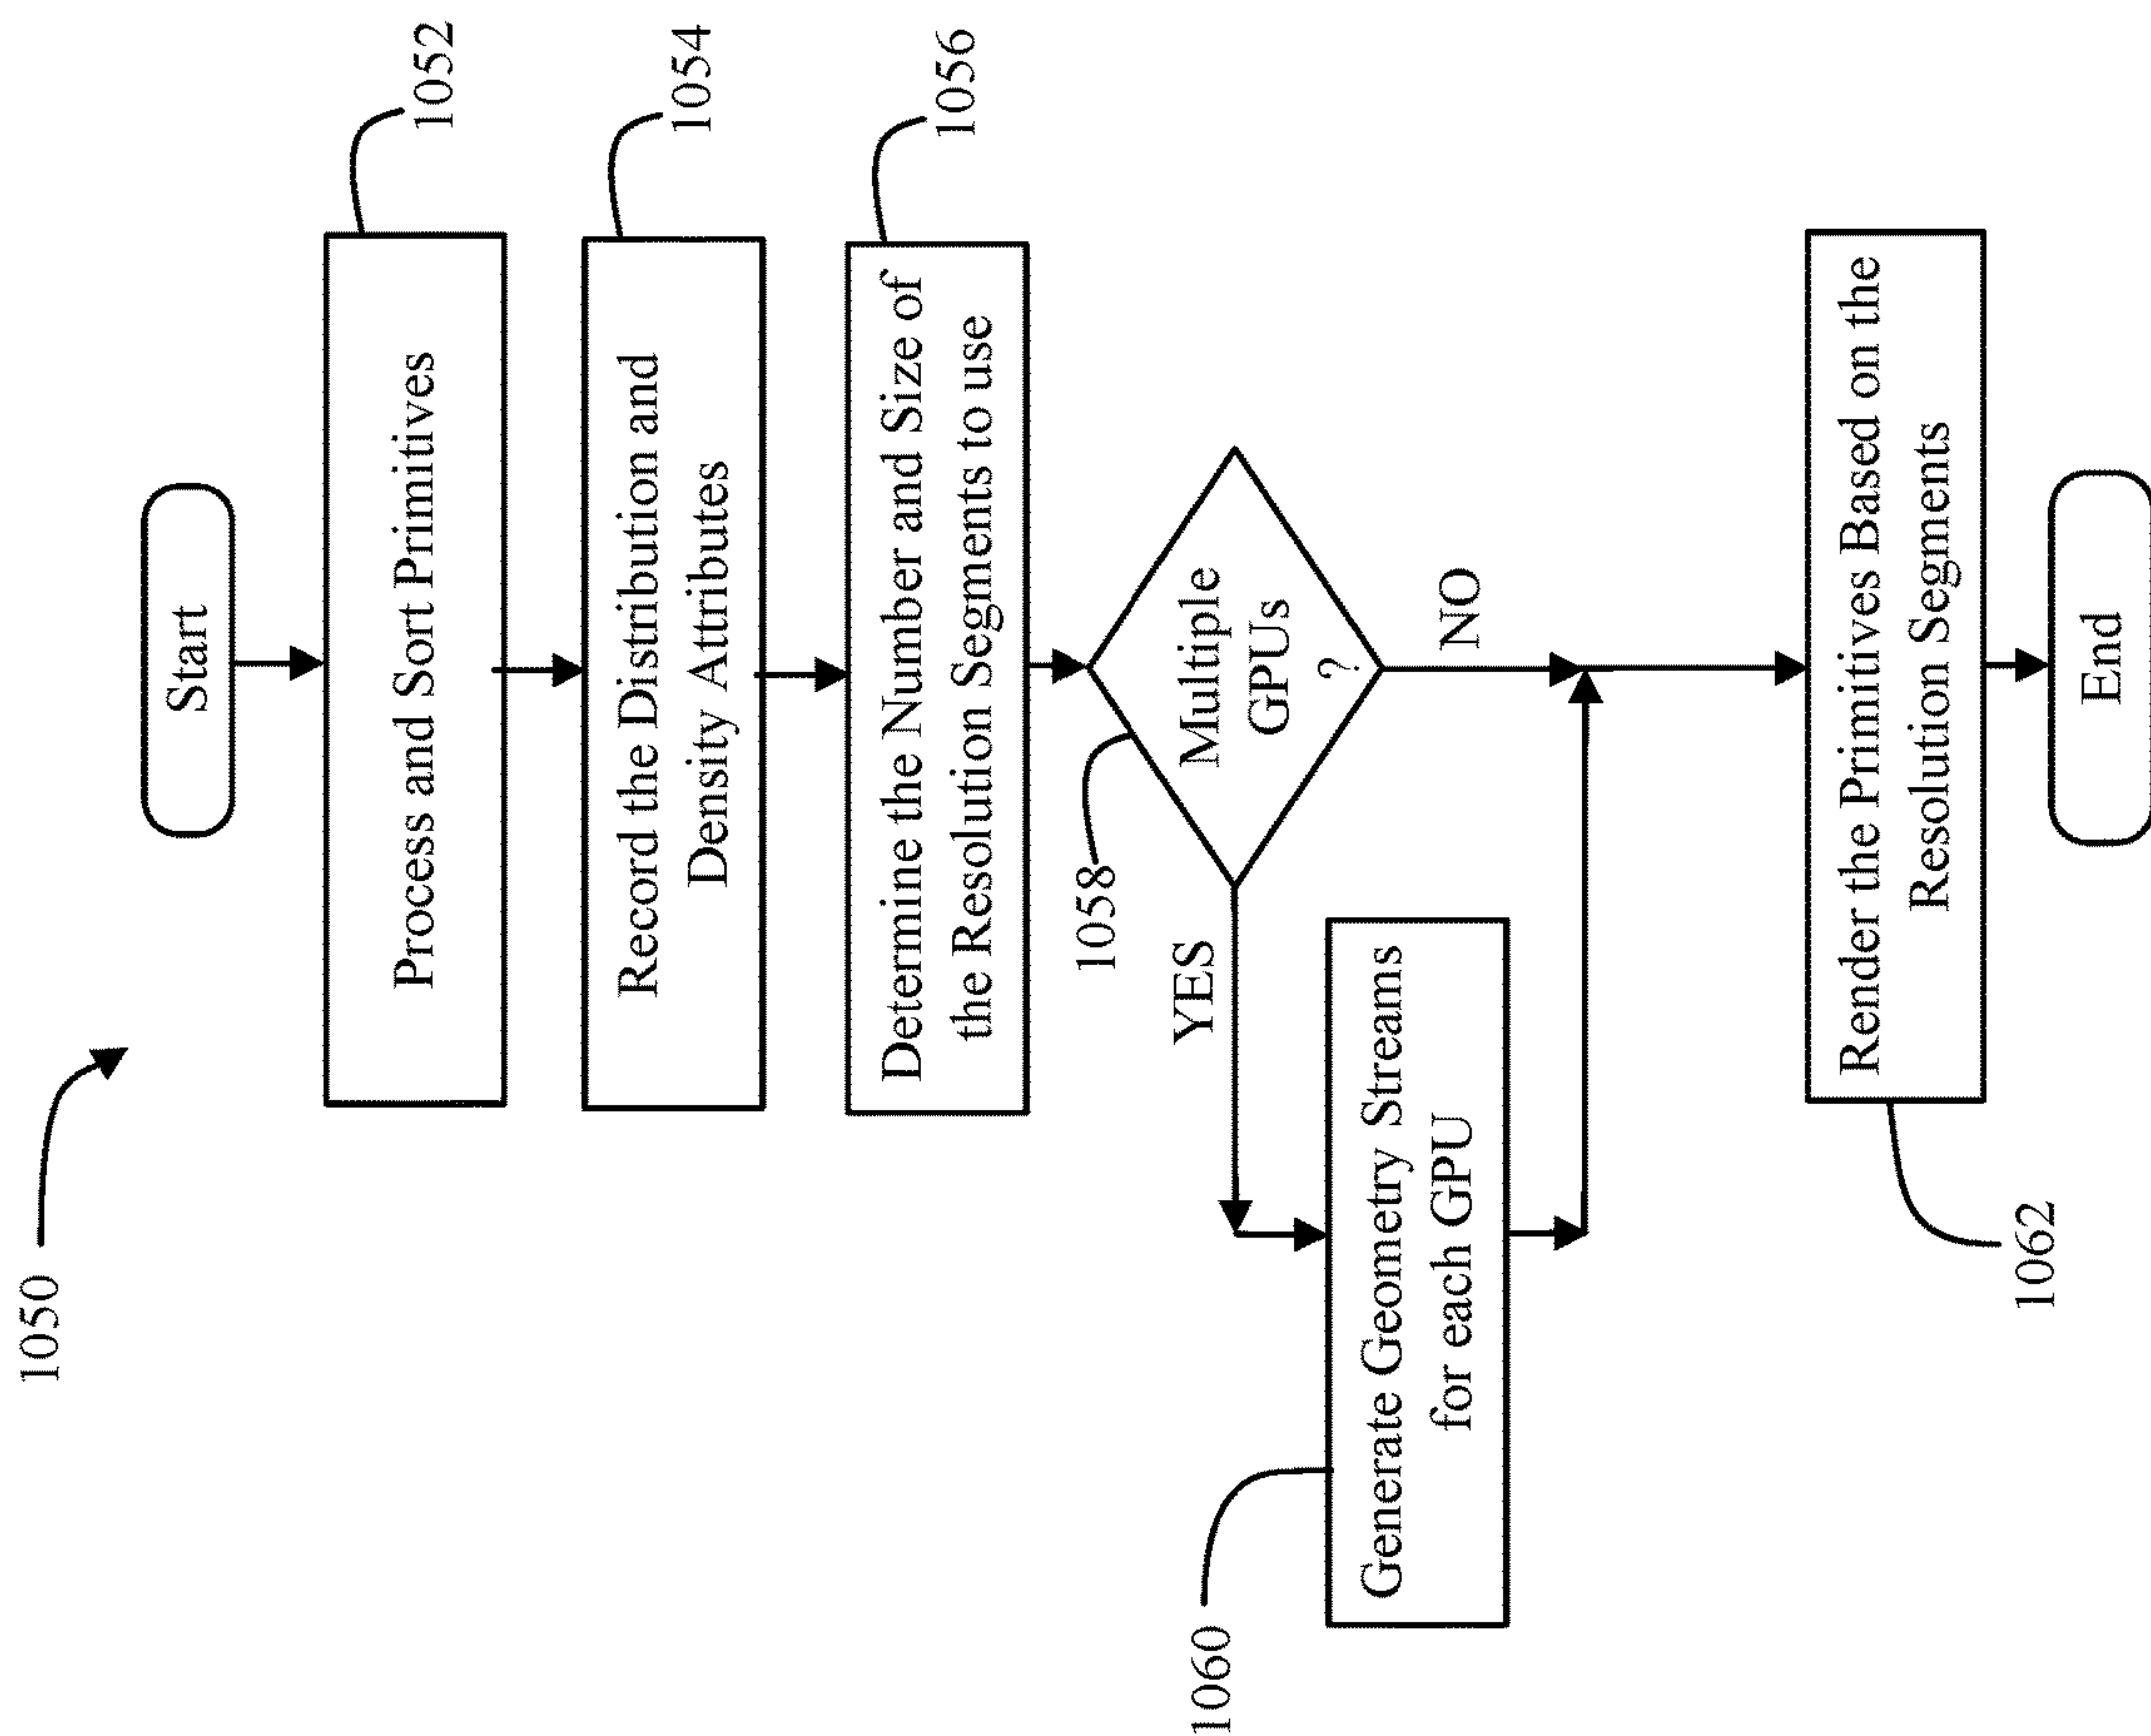 1050
Start
1052
Process and Sort Primitives
1054
Record the Distribution and
Density Attributes
1056
Determine the Number and Size of
the Resolution Segments to use
1058
Multiple
GPUs
?
YES
NO
1060
Generate Geometry Streams
for each GPU
Render the Primitives Based on the
Resolution Segments
1062
End